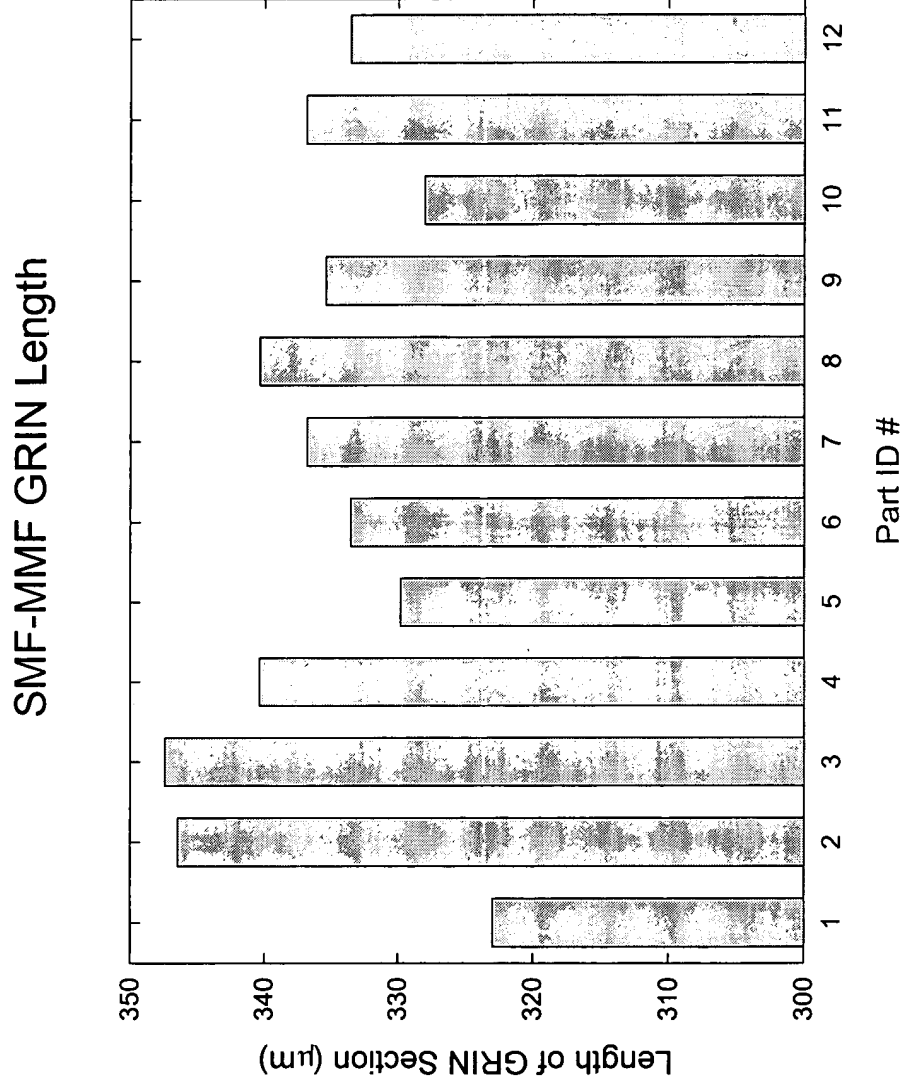 SMF-MMF GRIN Length
Length of GRIN Section (μm)
350
340
330
320
310
300
1 2 3 4 5 6 7 8 9 10 11 12
Part ID #